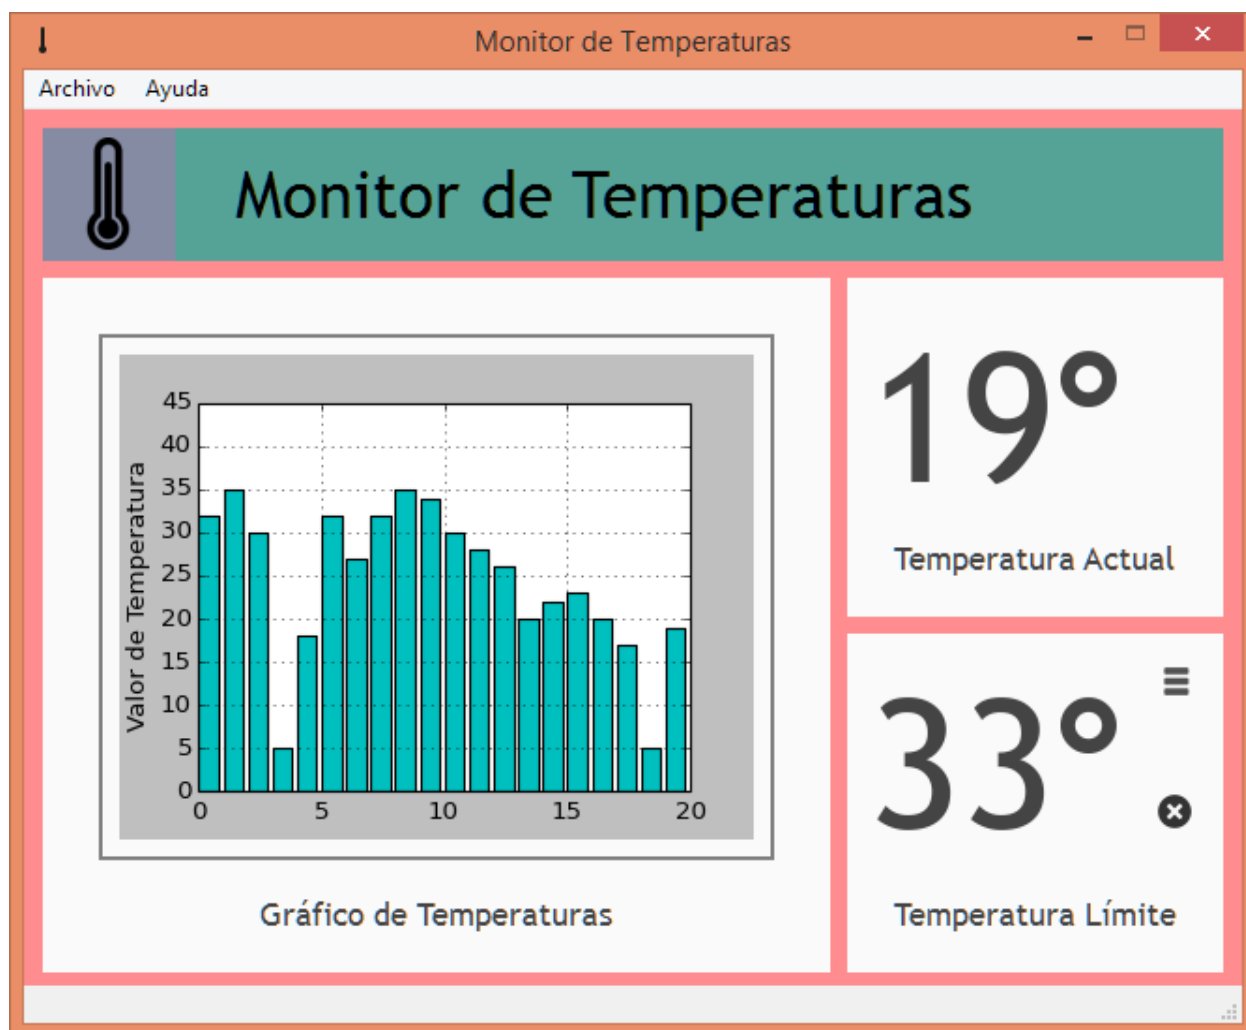 Monitor de Temperaturas
Archivo Ayuda
Monitor de Temperaturas
45
40
35
30
25
20
15
10
5
0
Valor de Temperatura
0 5 10 15 20
Gráfico de Temperaturas
19°
Temperatura Actual
33°
Temperatura Límite